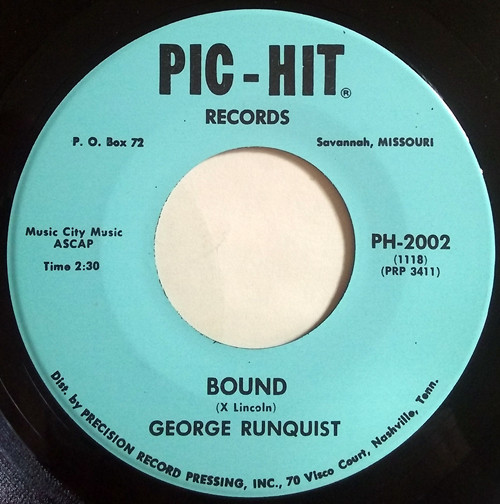 PIC-HIT®
RECORDS
P. O. Box 72
Savannah, MISSOURI
Music City Music
ASCAP
Time 2:30
PH-2002
(1118)
(PRP 3411)
BOUND
(X Lincoln)
GEORGE RUNQUIST
Dist. by PRECISION RECORD PRESSING, INC., 70 Visco Court, Nashville, Tenn.